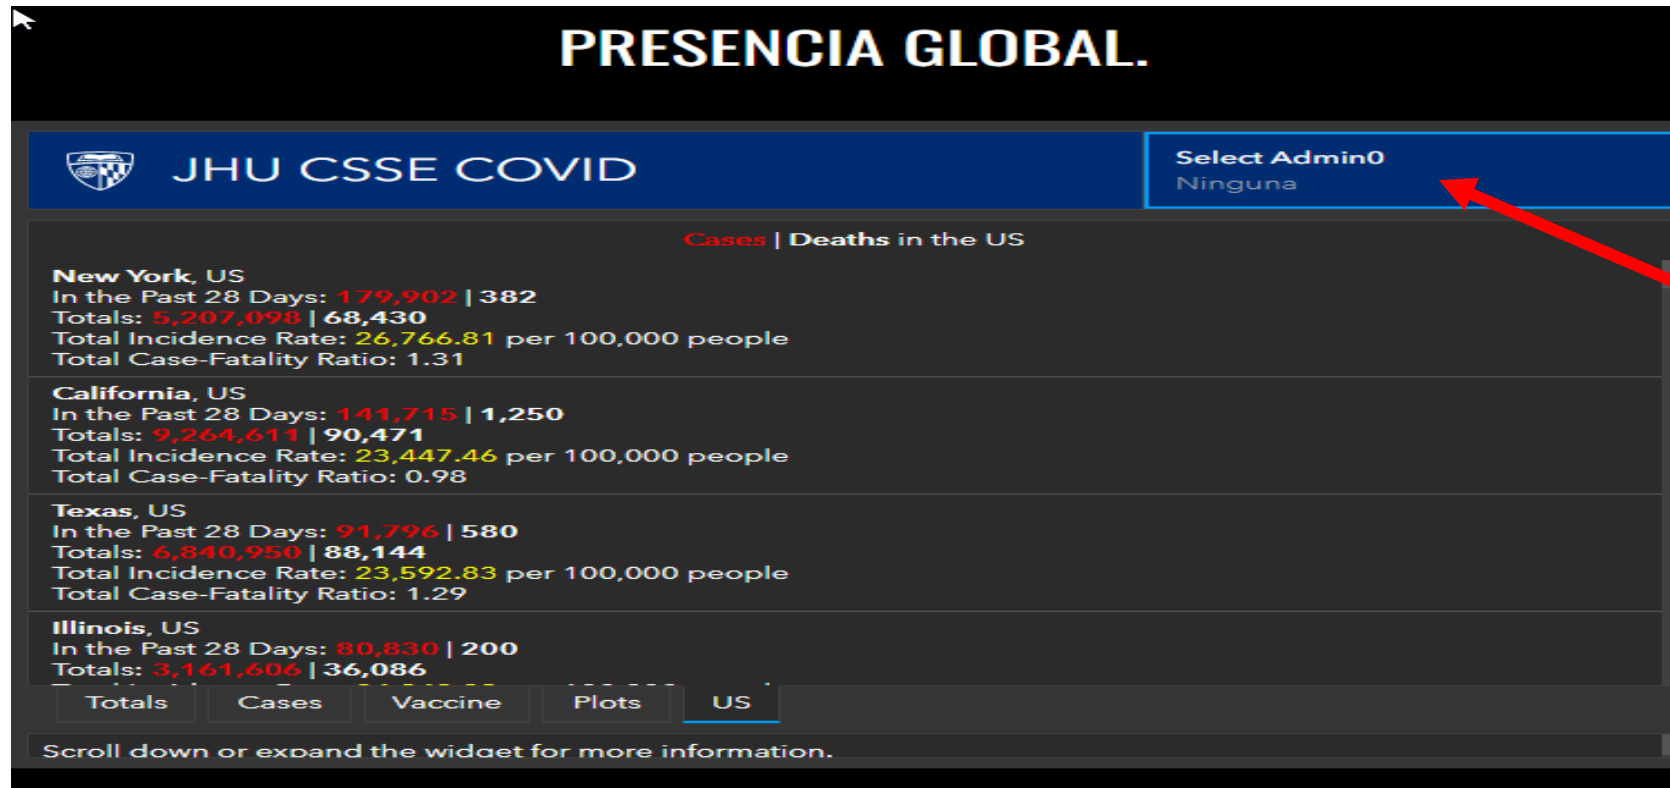 PRESENCIA GLOBAL.
JHU CSSE COVID
Select Admin0
Ninguna
Cases | Deaths in the US
New York, US
In the Past 28 Days: 179,902 | 382
Totals: 5,207,098 | 68,430
Total Incidence Rate: 26,766.81 per 100,000 people
Total Case-Fatality Ratio: 1.31
California, US
In the Past 28 Days: 141,715 | 1,250
Totals: 9,264,611 | 90,471
Total Incidence Rate: 23,447.46 per 100,000 people
Total Case-Fatality Ratio: 0.98
Texas, US
In the Past 28 Days: 91,796 | 580
Totals: 6,840,950 | 88,144
Total Incidence Rate: 23,592.83 per 100,000 people
Total Case-Fatality Ratio: 1.29
Illinois, US
In the Past 28 Days: 80,830 | 200
Totals: 3,161,606 | 36,086
Totals Cases Vaccine Plots US
Scroll down or expand the widget for more information.